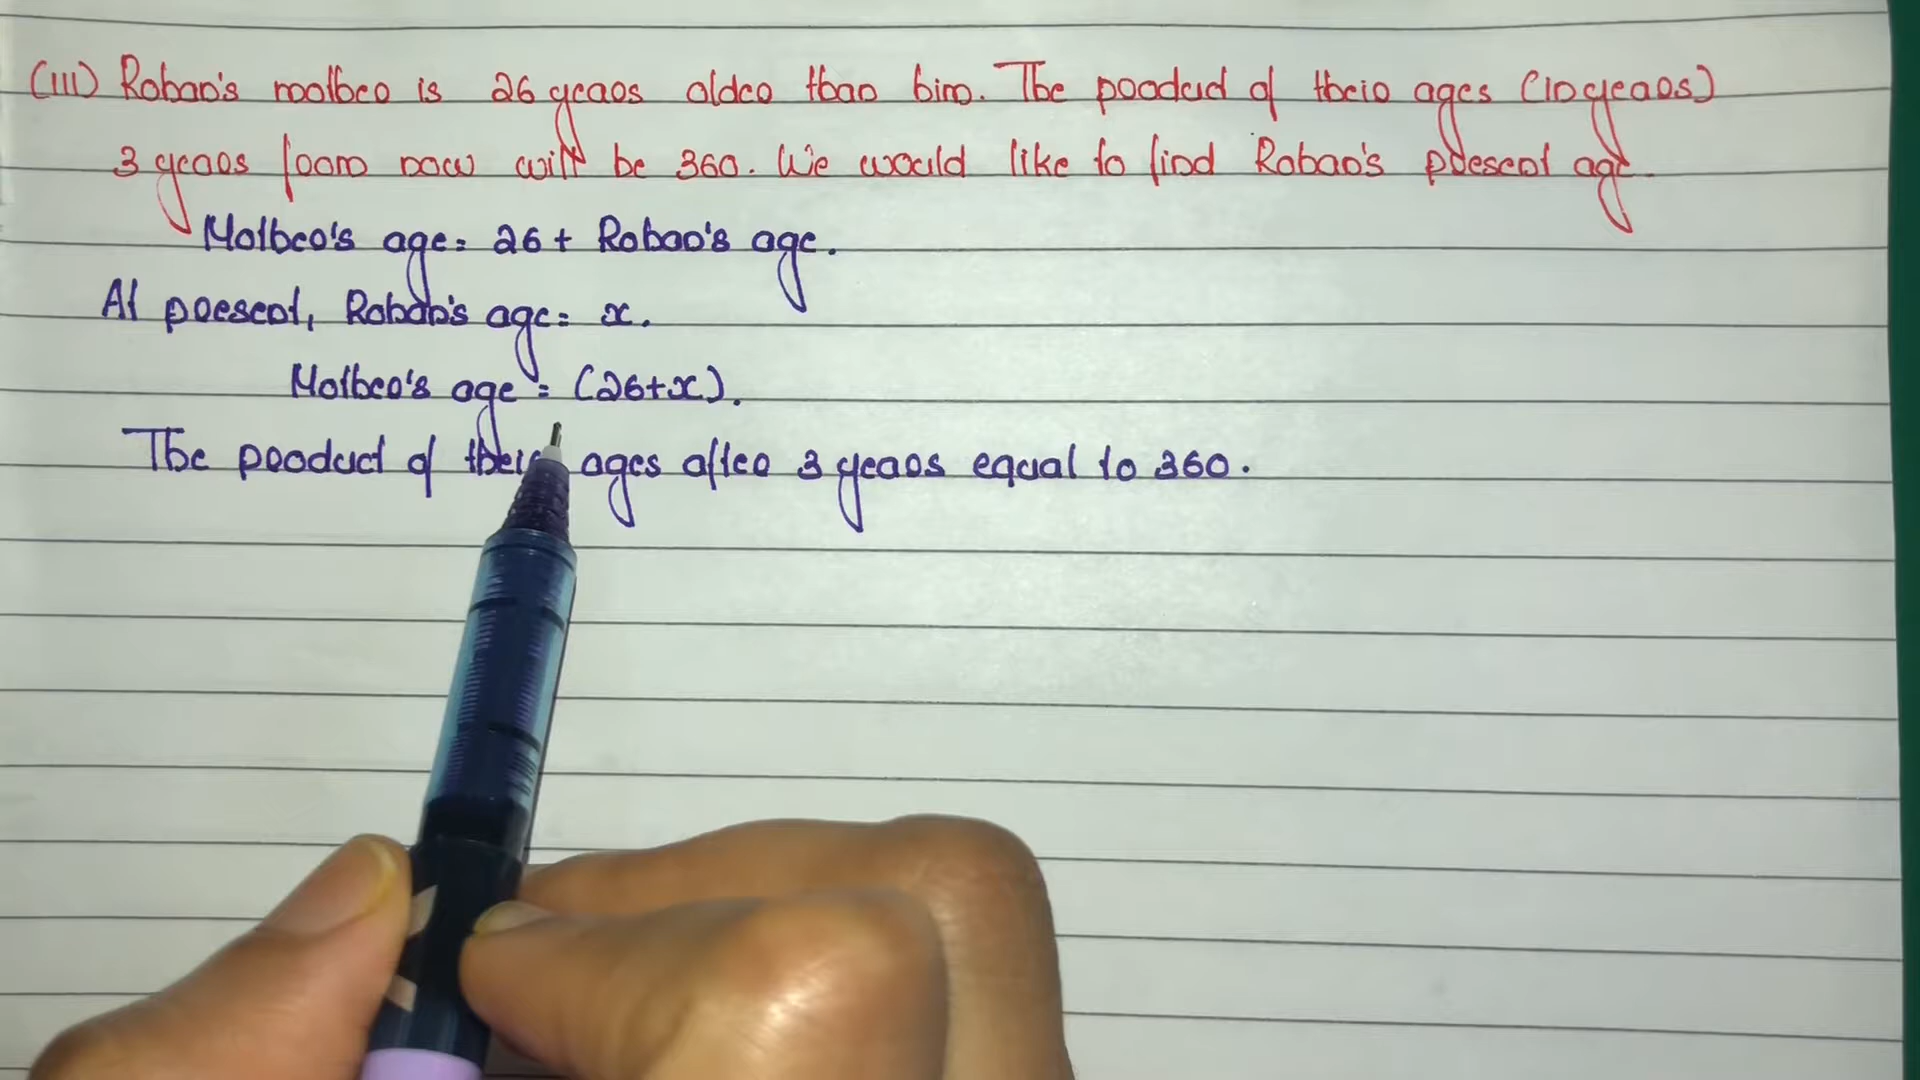 (III) Rohan's mother is 26 years older than him. The product of their ages (in years)
3 years from now will be 360. We would like to find Rohan's present age.
Mother's age = 26 + Rohan's age.
At present, Rohan's age = x.
Mother's age = (26+x).
The product of their ages after 3 years equal to 360.